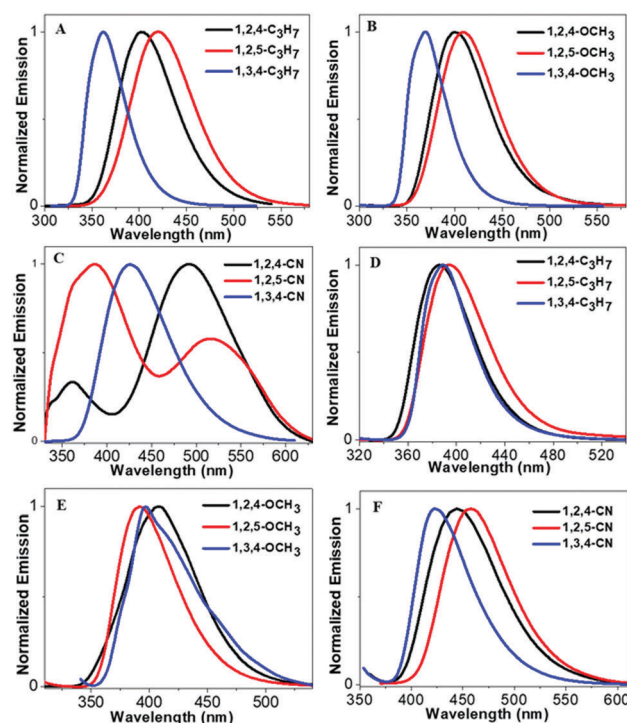 A
1,2,4-C₃H₇
1,2,5-C₃H₇
1,3,4-C₃H₇
Normalized Emission
1
0
300 350 400 450 500 550
Wavelength (nm)
B
1,2,4-OCH₃
1,2,5-OCH₃
1,3,4-OCH₃
Normalized Emission
1
0
300 350 400 450 500 550
Wavelength (nm)
C
1,2,4-CN
1,2,5-CN
1,3,4-CN
Normalized Emission
1
0
350 400 450 500 550 600
Wavelength (nm)
D
1,2,4-C₃H₇
1,2,5-C₃H₇
1,3,4-C₃H₇
Normalized Emission
1
0
320 360 400 440 480 520
Wavelength (nm)
E
1,2,4-OCH₃
1,2,5-OCH₃
1,3,4-OCH₃
Normalized Emission
1
0
350 400 450 500
Wavelength (nm)
F
1,2,4-CN
1,2,5-CN
1,3,4-CN
Normalized Emission
1
0
350 400 450 500 550 600
Wavelength (nm)